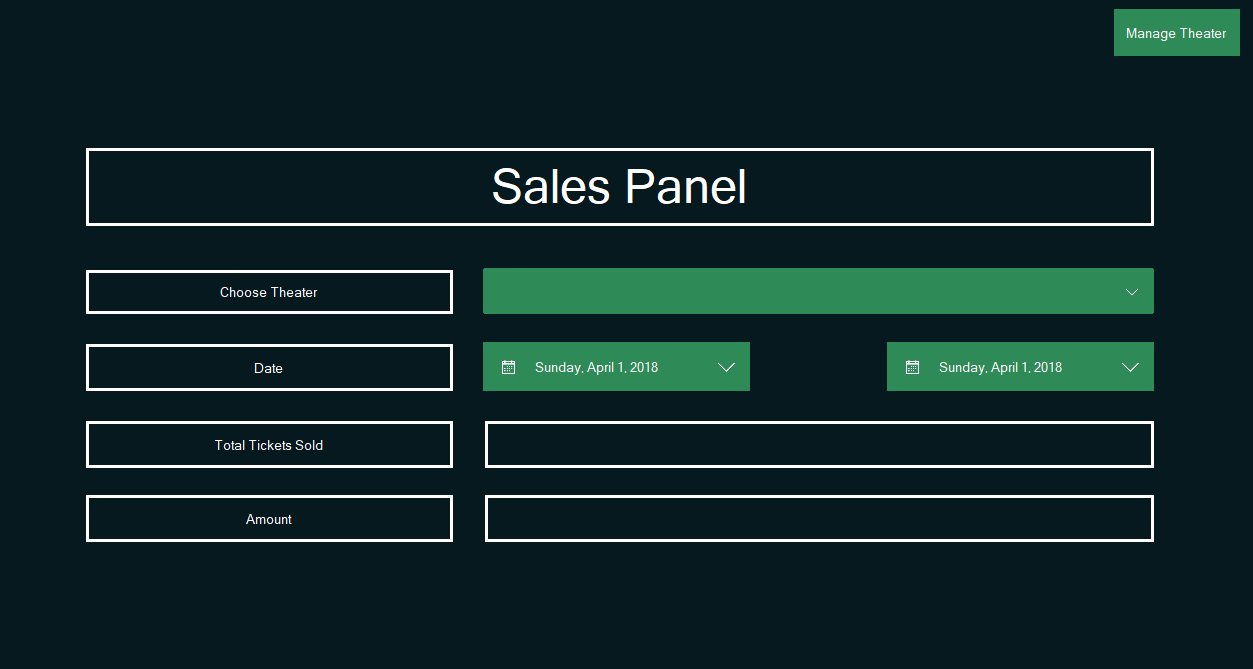 Manage Theater
Sales Panel
Choose Theater
Date
Sunday, April 1, 2018
Sunday, April 1, 2018
Total Tickets Sold
Amount